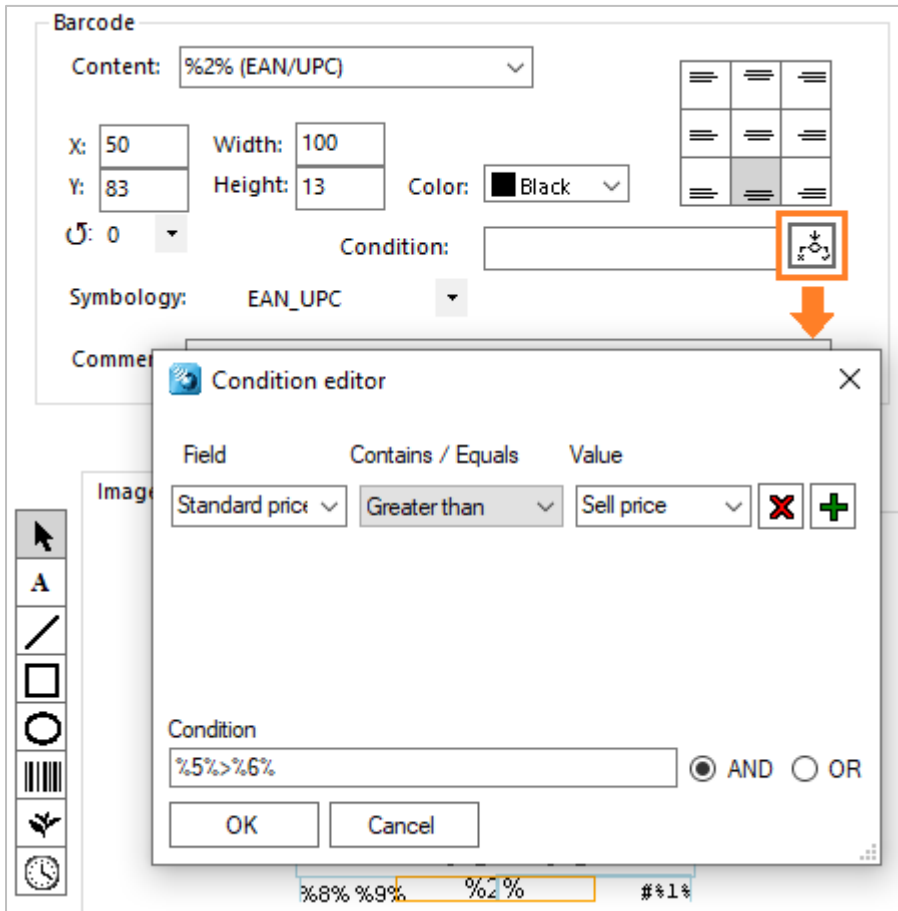 Barcode
Content: %2% (EAN/UPC)
X: 50 Width: 100
Y: 83 Height: 13 Color: Black
: 0 Condition:
Symbology: EAN_UPC
Commen
Condition editor
Field Contains / Equals Value
Image
Standard price Greater than Sell price
A
Condition
%5%>%6% AND OR
OK Cancel
%8% %9% %2% #%1%